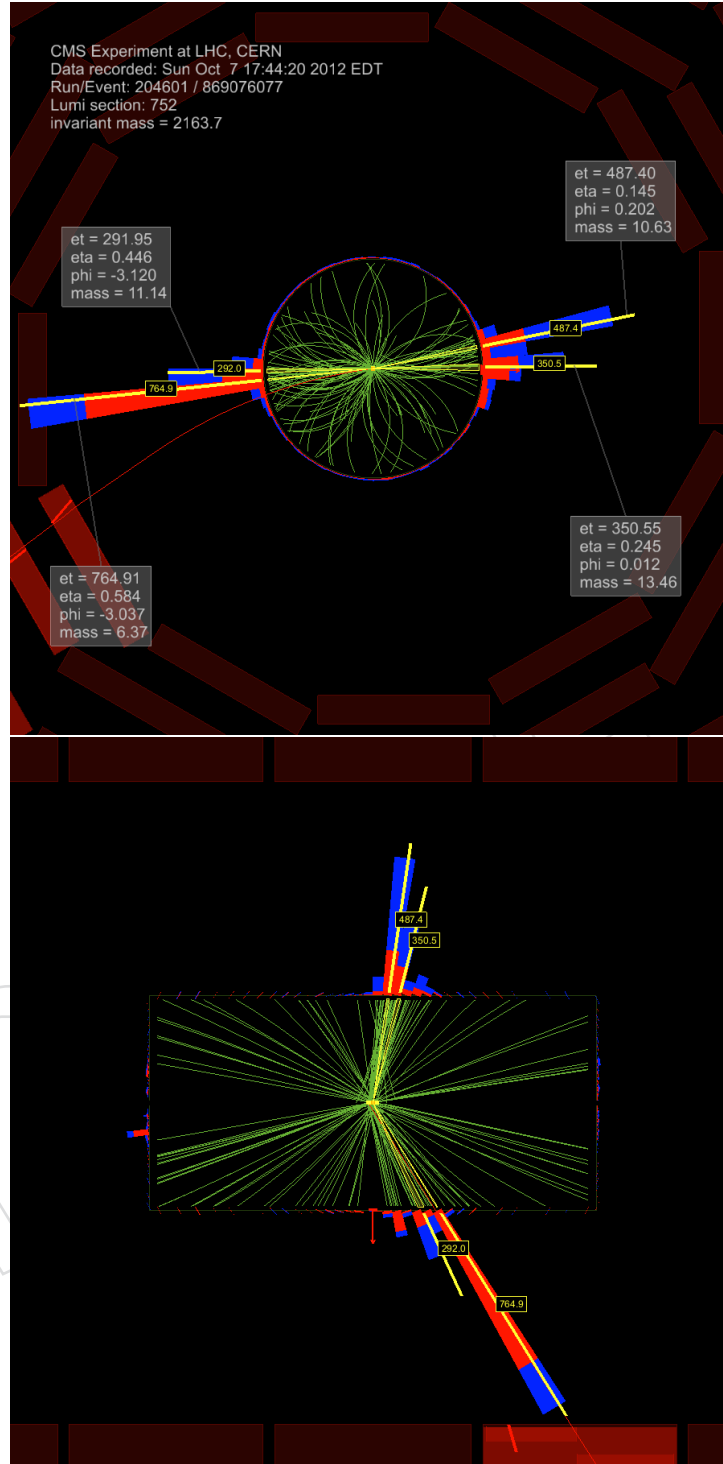 CMS Experiment at LHC, CERN
Data recorded: Sun Oct 7 17:44:20 2012 EDT
Run/Event: 204601 / 869076077
Lumi section: 752
invariant mass = 2163.7
et = 487.40
eta = 0.145
phi = 0.202
mass = 10.63
et = 291.95
eta = 0.446
phi = -3.120
mass = 11.14
487.4
292.0
350.5
764.9
et = 350.55
eta = 0.245
phi = 0.012
mass = 13.46
et = 764.91
eta = 0.584
phi = -3.037
mass = 6.37
487.4
350.5
292.0
764.9